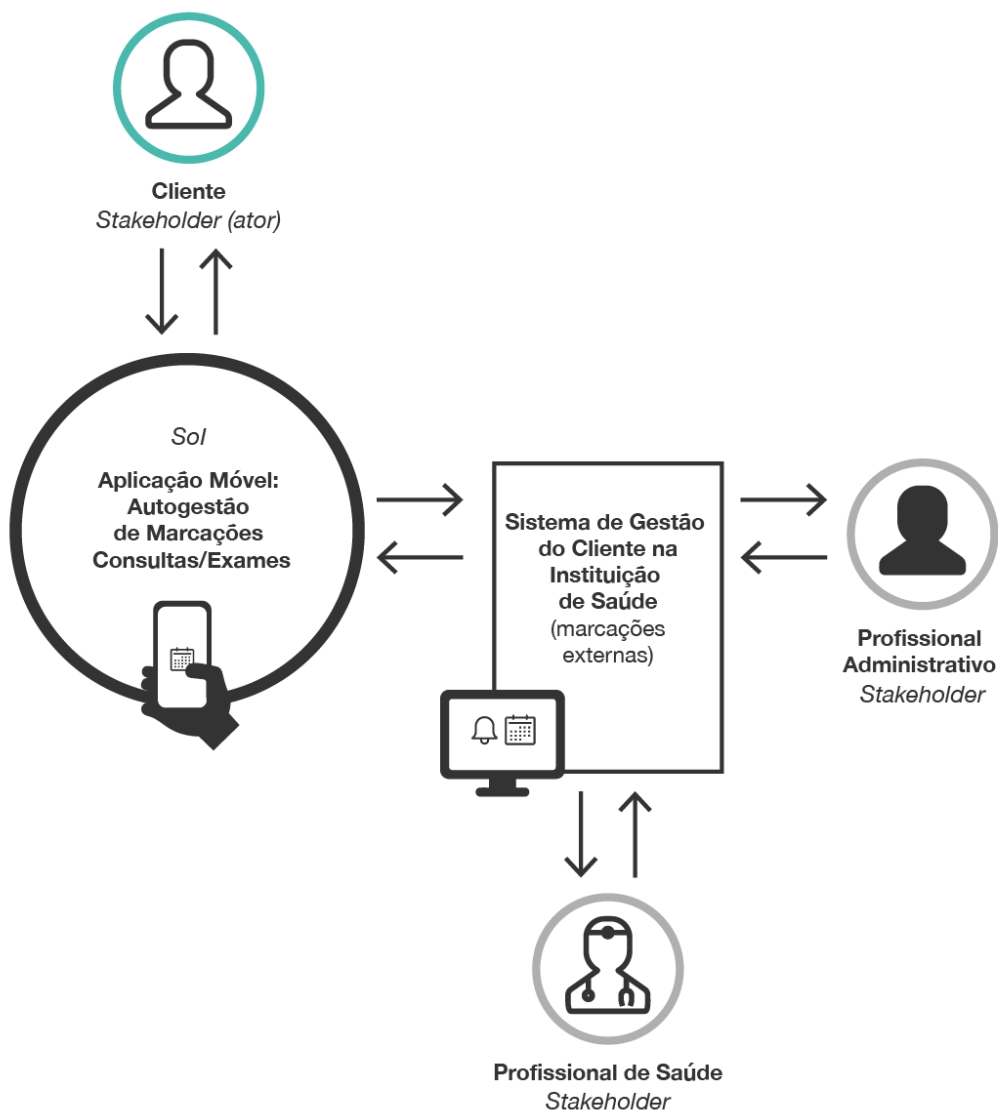 Cliente
Stakeholder (ator)
SoI
Aplicação Móvel:
Autogestão
de Marcações
Consultas/Exames
Sistema de Gestão
do Cliente na
Instituição
de Saúde
(marcações
externas)
Profissional
Administrativo
Stakeholder
Profissional de Saúde
Stakeholder